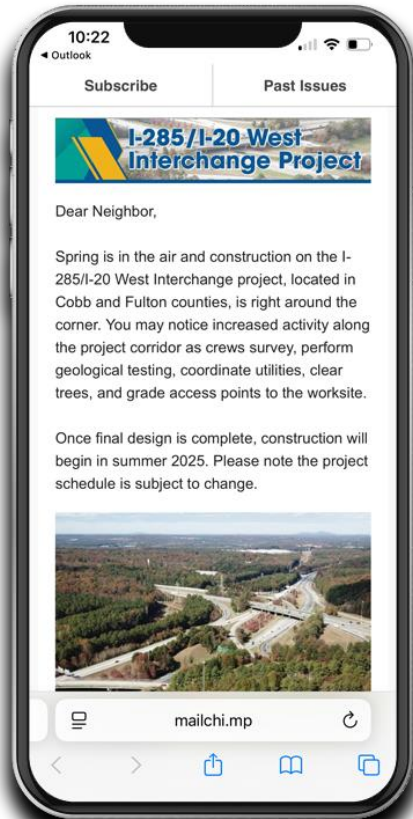 10:22
◀ Outlook
Subscribe
Past Issues
I-285/I-20 West
Interchange Project
Dear Neighbor,
Spring is in the air and construction on the I-
285/I-20 West Interchange project, located in
Cobb and Fulton counties, is right around the
corner. You may notice increased activity along
the project corridor as crews survey, perform
geological testing, coordinate utilities, clear
trees, and grade access points to the worksite.
Once final design is complete, construction will
begin in summer 2025. Please note the project
schedule is subject to change.
mailchi.mp